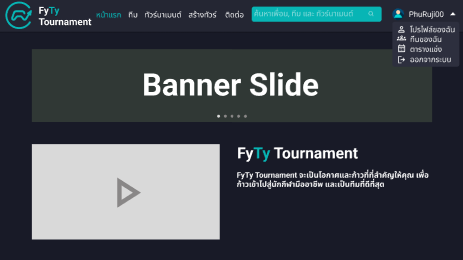 FyTy
Tournament
หน้าแรก ทีม ทัวร์นาเมนต์ สร้างทัวร์ ติดต่อ
ค้นหาเพื่อน, ทีม และ ทัวร์นาเมนต์
PhuRuji00
โปรไฟล์ของฉัน
ทีมของฉัน
ตารางแข่ง
ออกจากระบบ
Banner Slide
FyTy Tournament
FyTy Tournament จะเป็นโอกาศและก้าวที่ที่สำคัญให้คุณ เพื่อ
ก้าวเข้าไปสู่นักกีฬามืออาชีพ และเป็นทีมที่ดีที่สุด